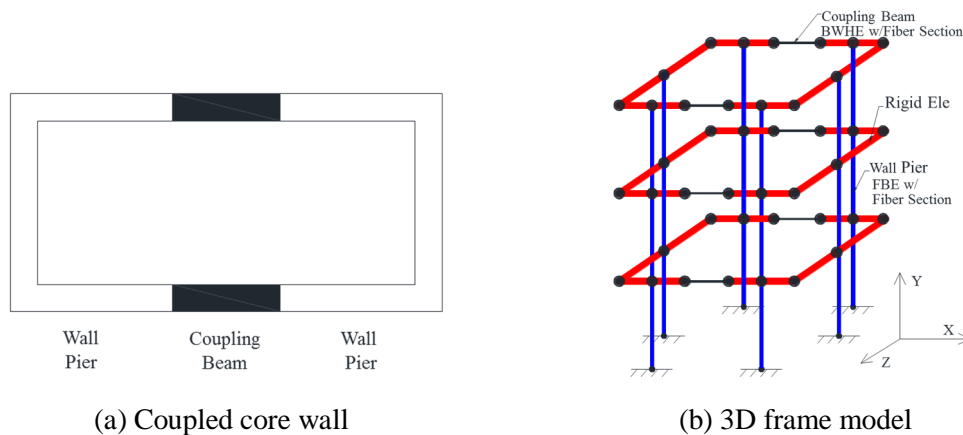 Wall
Pier
Coupling
Beam
Wall
Pier
(a) Coupled core wall
Coupling Beam
BWHE w/Fiber Section
Rigid Ele
Wall Pier
FBE w/
Fiber Section
Y
X
Z
(b) 3D frame model